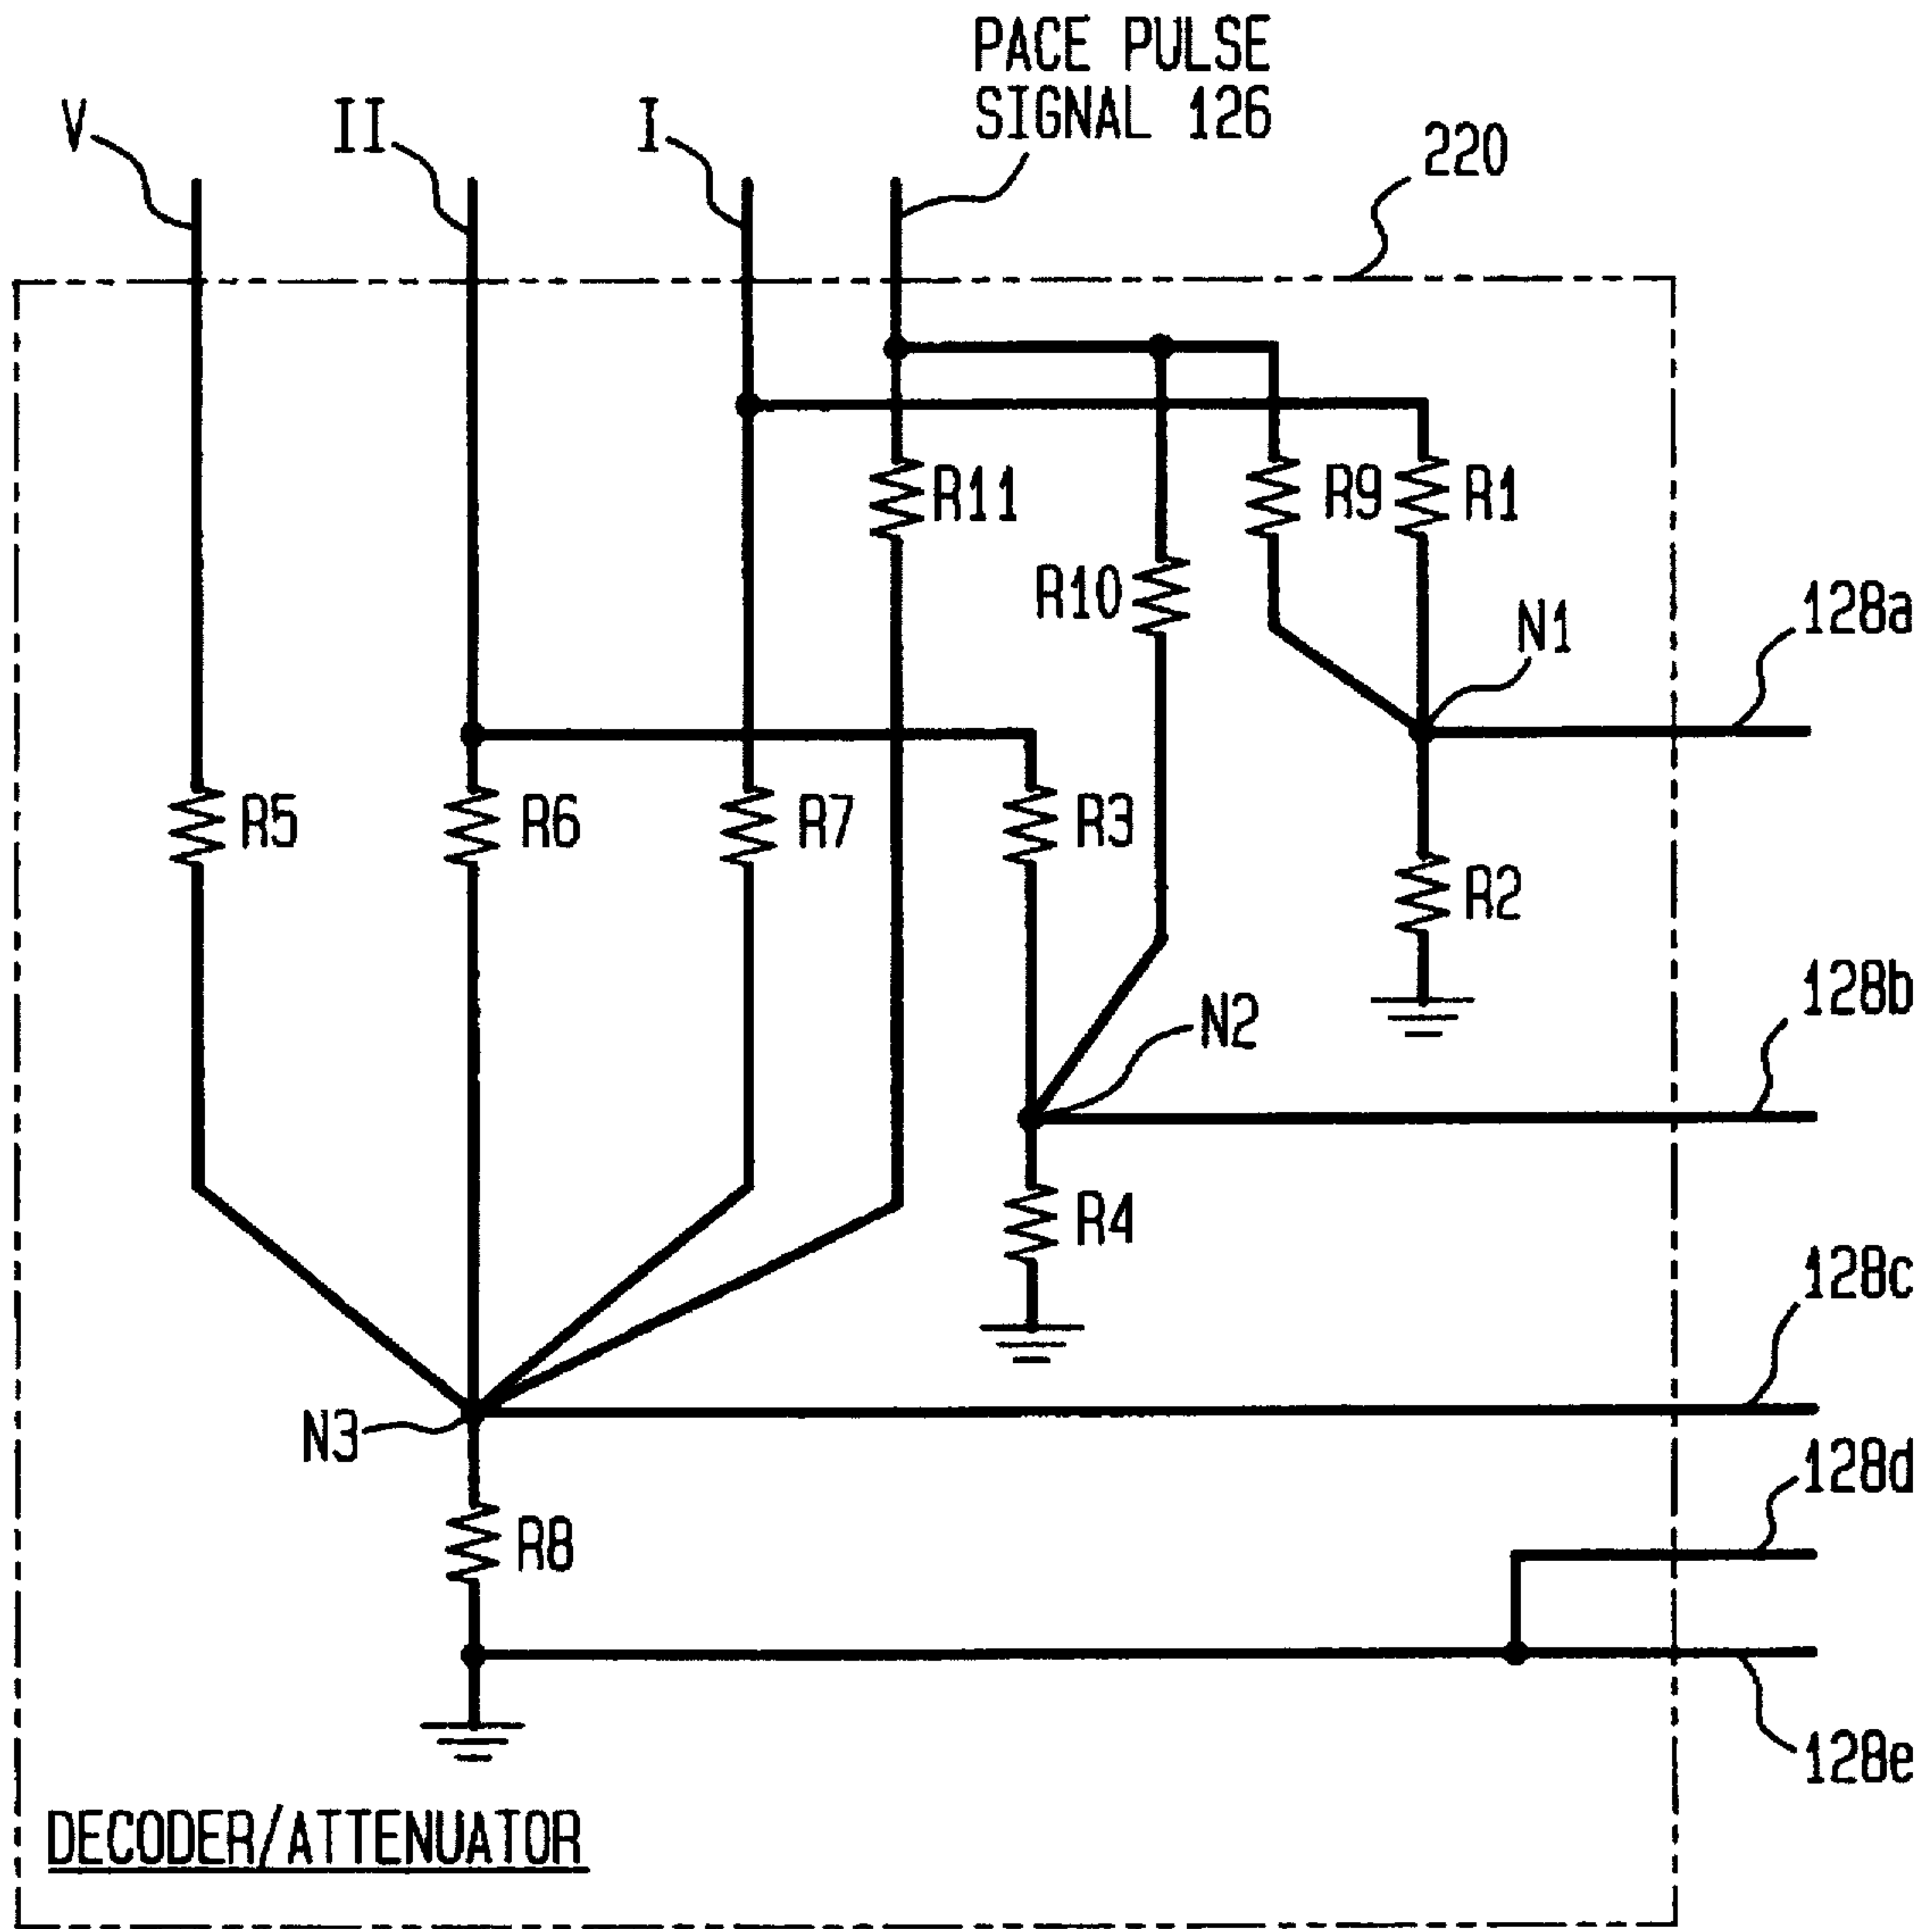 PACE PULSE
SIGNAL 126
V
II
I
220
R11
R9
R1
R10
N1
128a
R5
R6
R7
R3
R2
128b
N2
R4
128c
N3
128d
R8
128e
DECODER/ATTENUATOR